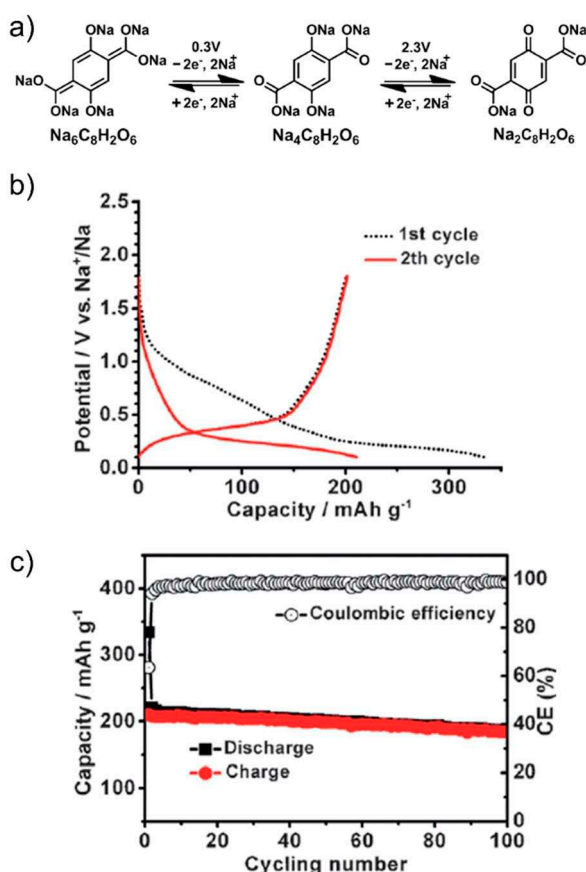 a)
ONa
ONa
ONa
NaO
ONa
ONa
0.3V
−2e⁻, 2Na⁺
+2e⁻, 2Na⁺
ONa
ONa
O
O
ONa
ONa
2.3V
−2e⁻, 2Na⁺
+2e⁻, 2Na⁺
O
ONa
O
O
ONa
O
Na₆C₈H₂O₆
Na₄C₈H₂O₆
Na₂C₈H₂O₆
b)
Potential / V vs. Na⁺/Na
2.5
2.0
1.5
1.0
0.5
0.0
1st cycle
2th cycle
0
100
200
300
Capacity / mAh g⁻¹
c)
Capacity / mAh g⁻¹
400
300
200
100
Coulombic efficiency
Discharge
Charge
100
80
60
40
20
0
CE (%)
0
20
40
60
80
100
Cycling number